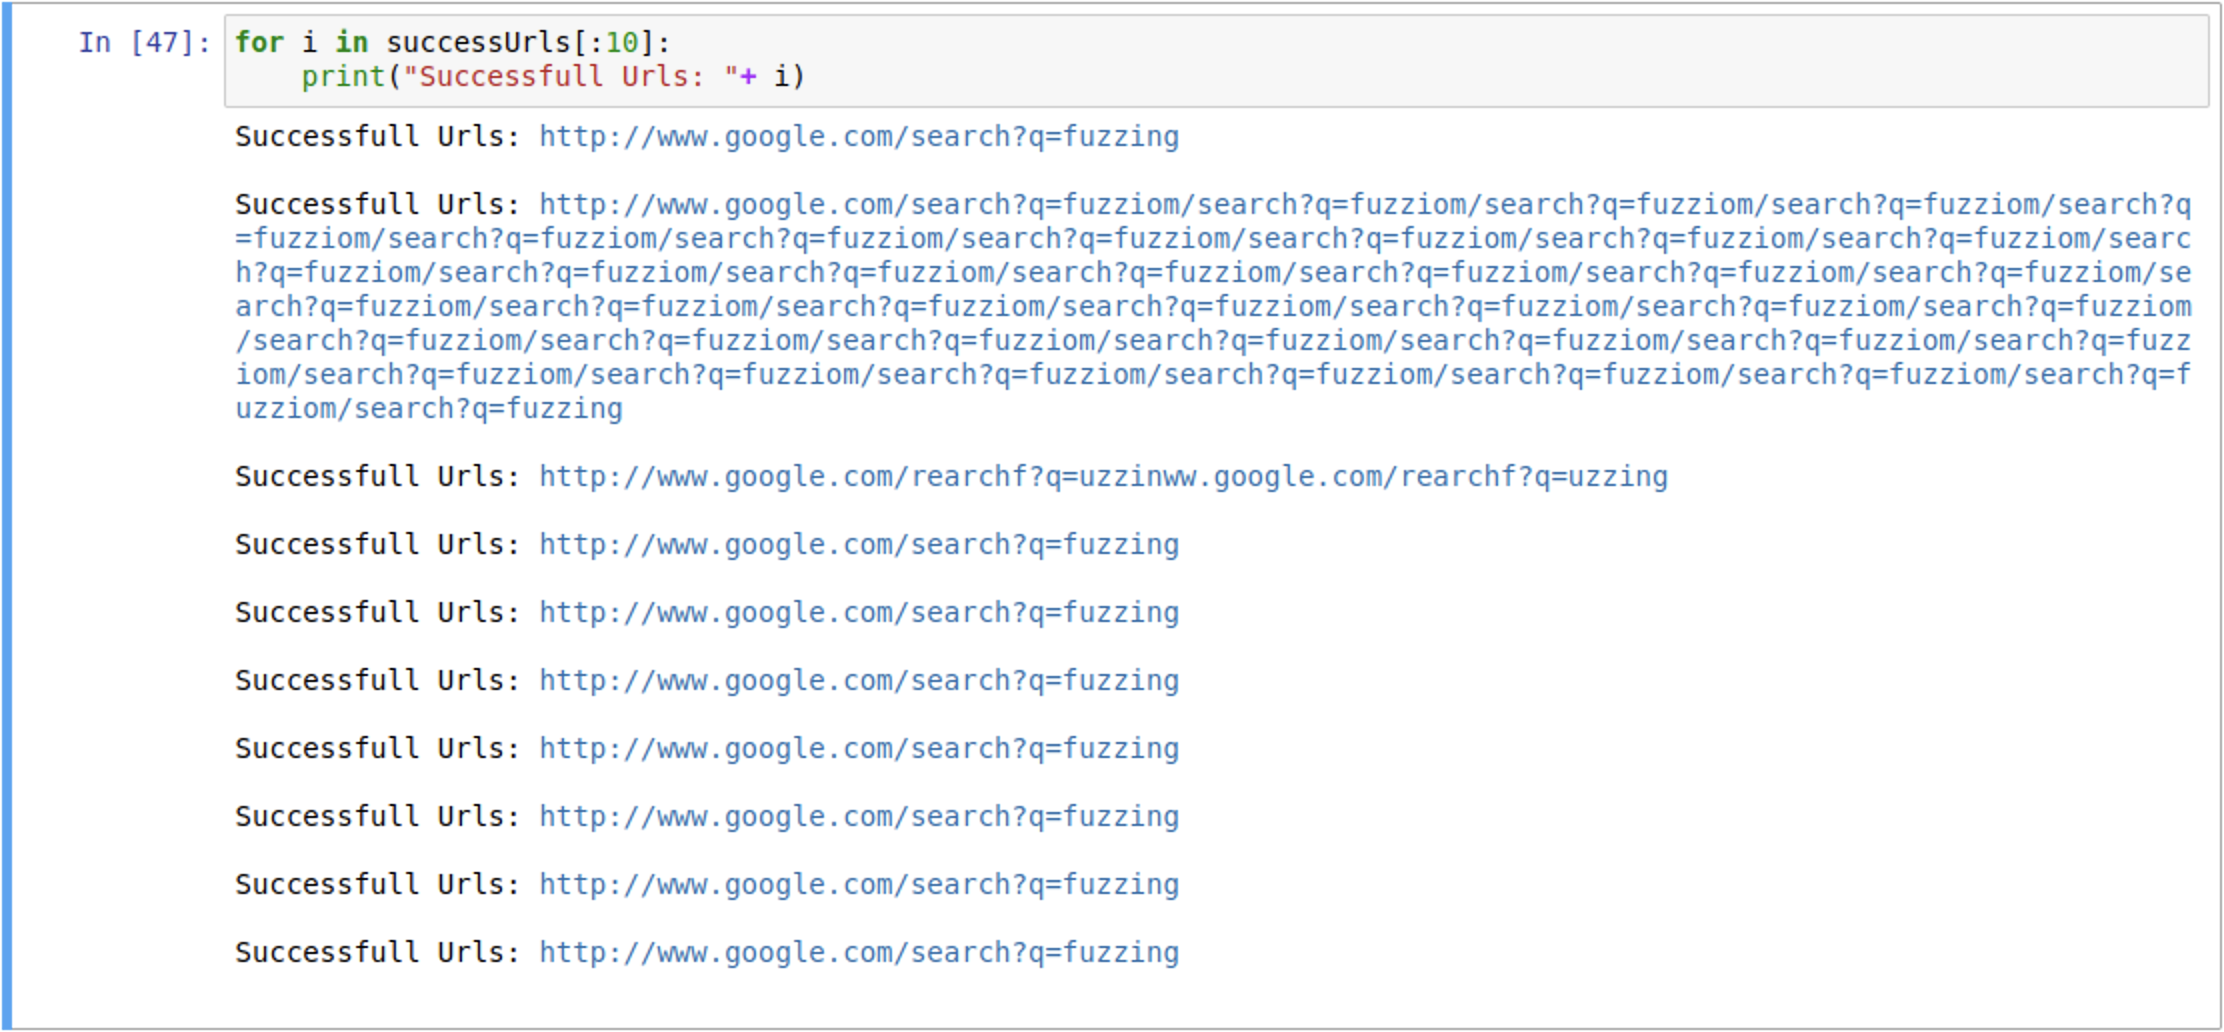 In [47]: for i in successUrls[:10]:
    print("Successfull Urls: "+ i)
Successfull Urls: http://www.google.com/search?q=fuzzing
Successfull Urls: http://www.google.com/search?q=fuzziom/search?q=fuzziom/search?q=fuzziom/search?q=fuzziom/search?q
=fuzziom/search?q=fuzziom/search?q=fuzziom/search?q=fuzziom/search?q=fuzziom/search?q=fuzziom/search?q=fuzziom/searc
h?q=fuzziom/search?q=fuzziom/search?q=fuzziom/search?q=fuzziom/search?q=fuzziom/search?q=fuzziom/search?q=fuzziom/se
arch?q=fuzziom/search?q=fuzziom/search?q=fuzziom/search?q=fuzziom/search?q=fuzziom/search?q=fuzziom/search?q=fuzziom
/search?q=fuzziom/search?q=fuzziom/search?q=fuzziom/search?q=fuzziom/search?q=fuzziom/search?q=fuzziom/search?q=fuzz
iom/search?q=fuzziom/search?q=fuzziom/search?q=fuzziom/search?q=fuzziom/search?q=fuzziom/search?q=fuzziom/search?q=f
uzziom/search?q=fuzzing
Successfull Urls: http://www.google.com/rearchf?q=uzzinww.google.com/rearchf?q=uzzing
Successfull Urls: http://www.google.com/search?q=fuzzing
Successfull Urls: http://www.google.com/search?q=fuzzing
Successfull Urls: http://www.google.com/search?q=fuzzing
Successfull Urls: http://www.google.com/search?q=fuzzing
Successfull Urls: http://www.google.com/search?q=fuzzing
Successfull Urls: http://www.google.com/search?q=fuzzing
Successfull Urls: http://www.google.com/search?q=fuzzing